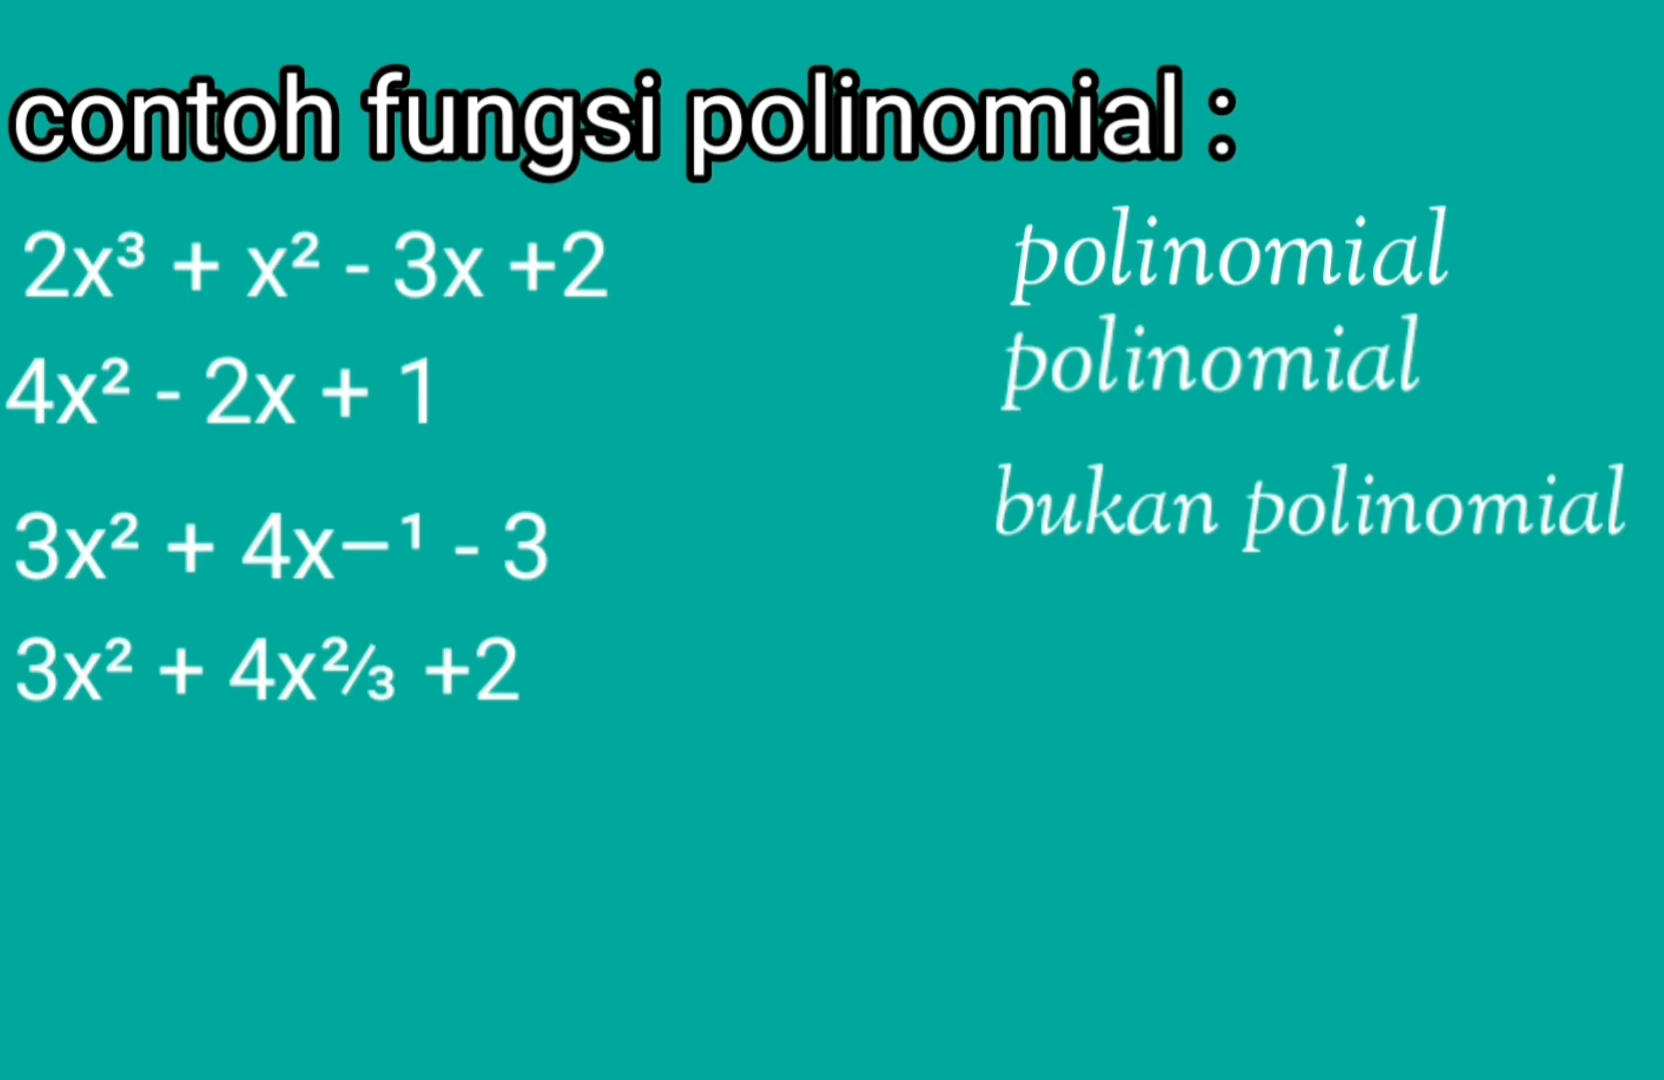 contoh fungsi polinomial :
2x³ + x² - 3x +2 polinomial
4x² - 2x + 1 polinomial
3x² + 4x–¹ - 3 bukan polinomial
3x² + 4x²⁄₃ +2